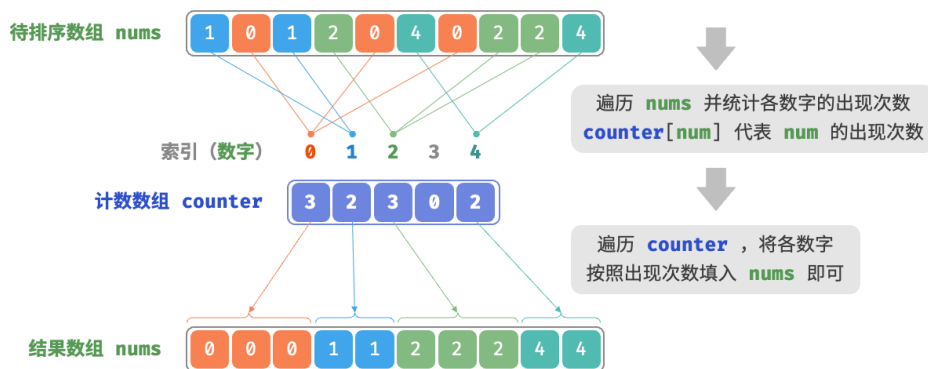 待排序数组 nums 1 0 1 2 0 4 0 2 2 4
遍历 nums 并统计各数字的出现次数
counter[num] 代表 num 的出现次数
索引（数字） 0 1 2 3 4
计数数组 counter 3 2 3 0 2
遍历 counter ，将各数字
按照出现次数填入 nums 即可
结果数组 nums 0 0 0 1 1 2 2 2 4 4